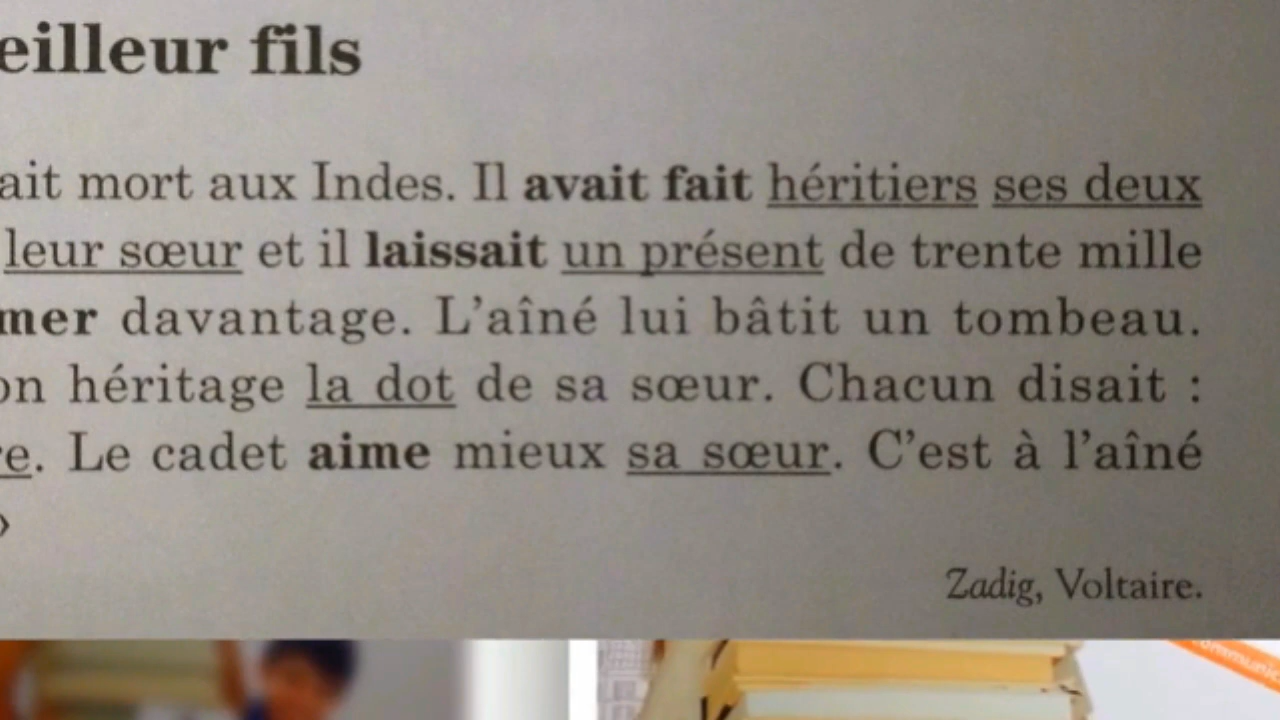 eilleur fils
ait mort aux Indes. Il avait fait héritiers ses deux
leur sœur et il laissait un présent de trente mille
mer davantage. L'aîné lui bâtit un tombeau.
on héritage la dot de sa sœur. Chacun disait :
e. Le cadet aime mieux sa sœur. C'est à l'aîné
»
Zadig, Voltaire.